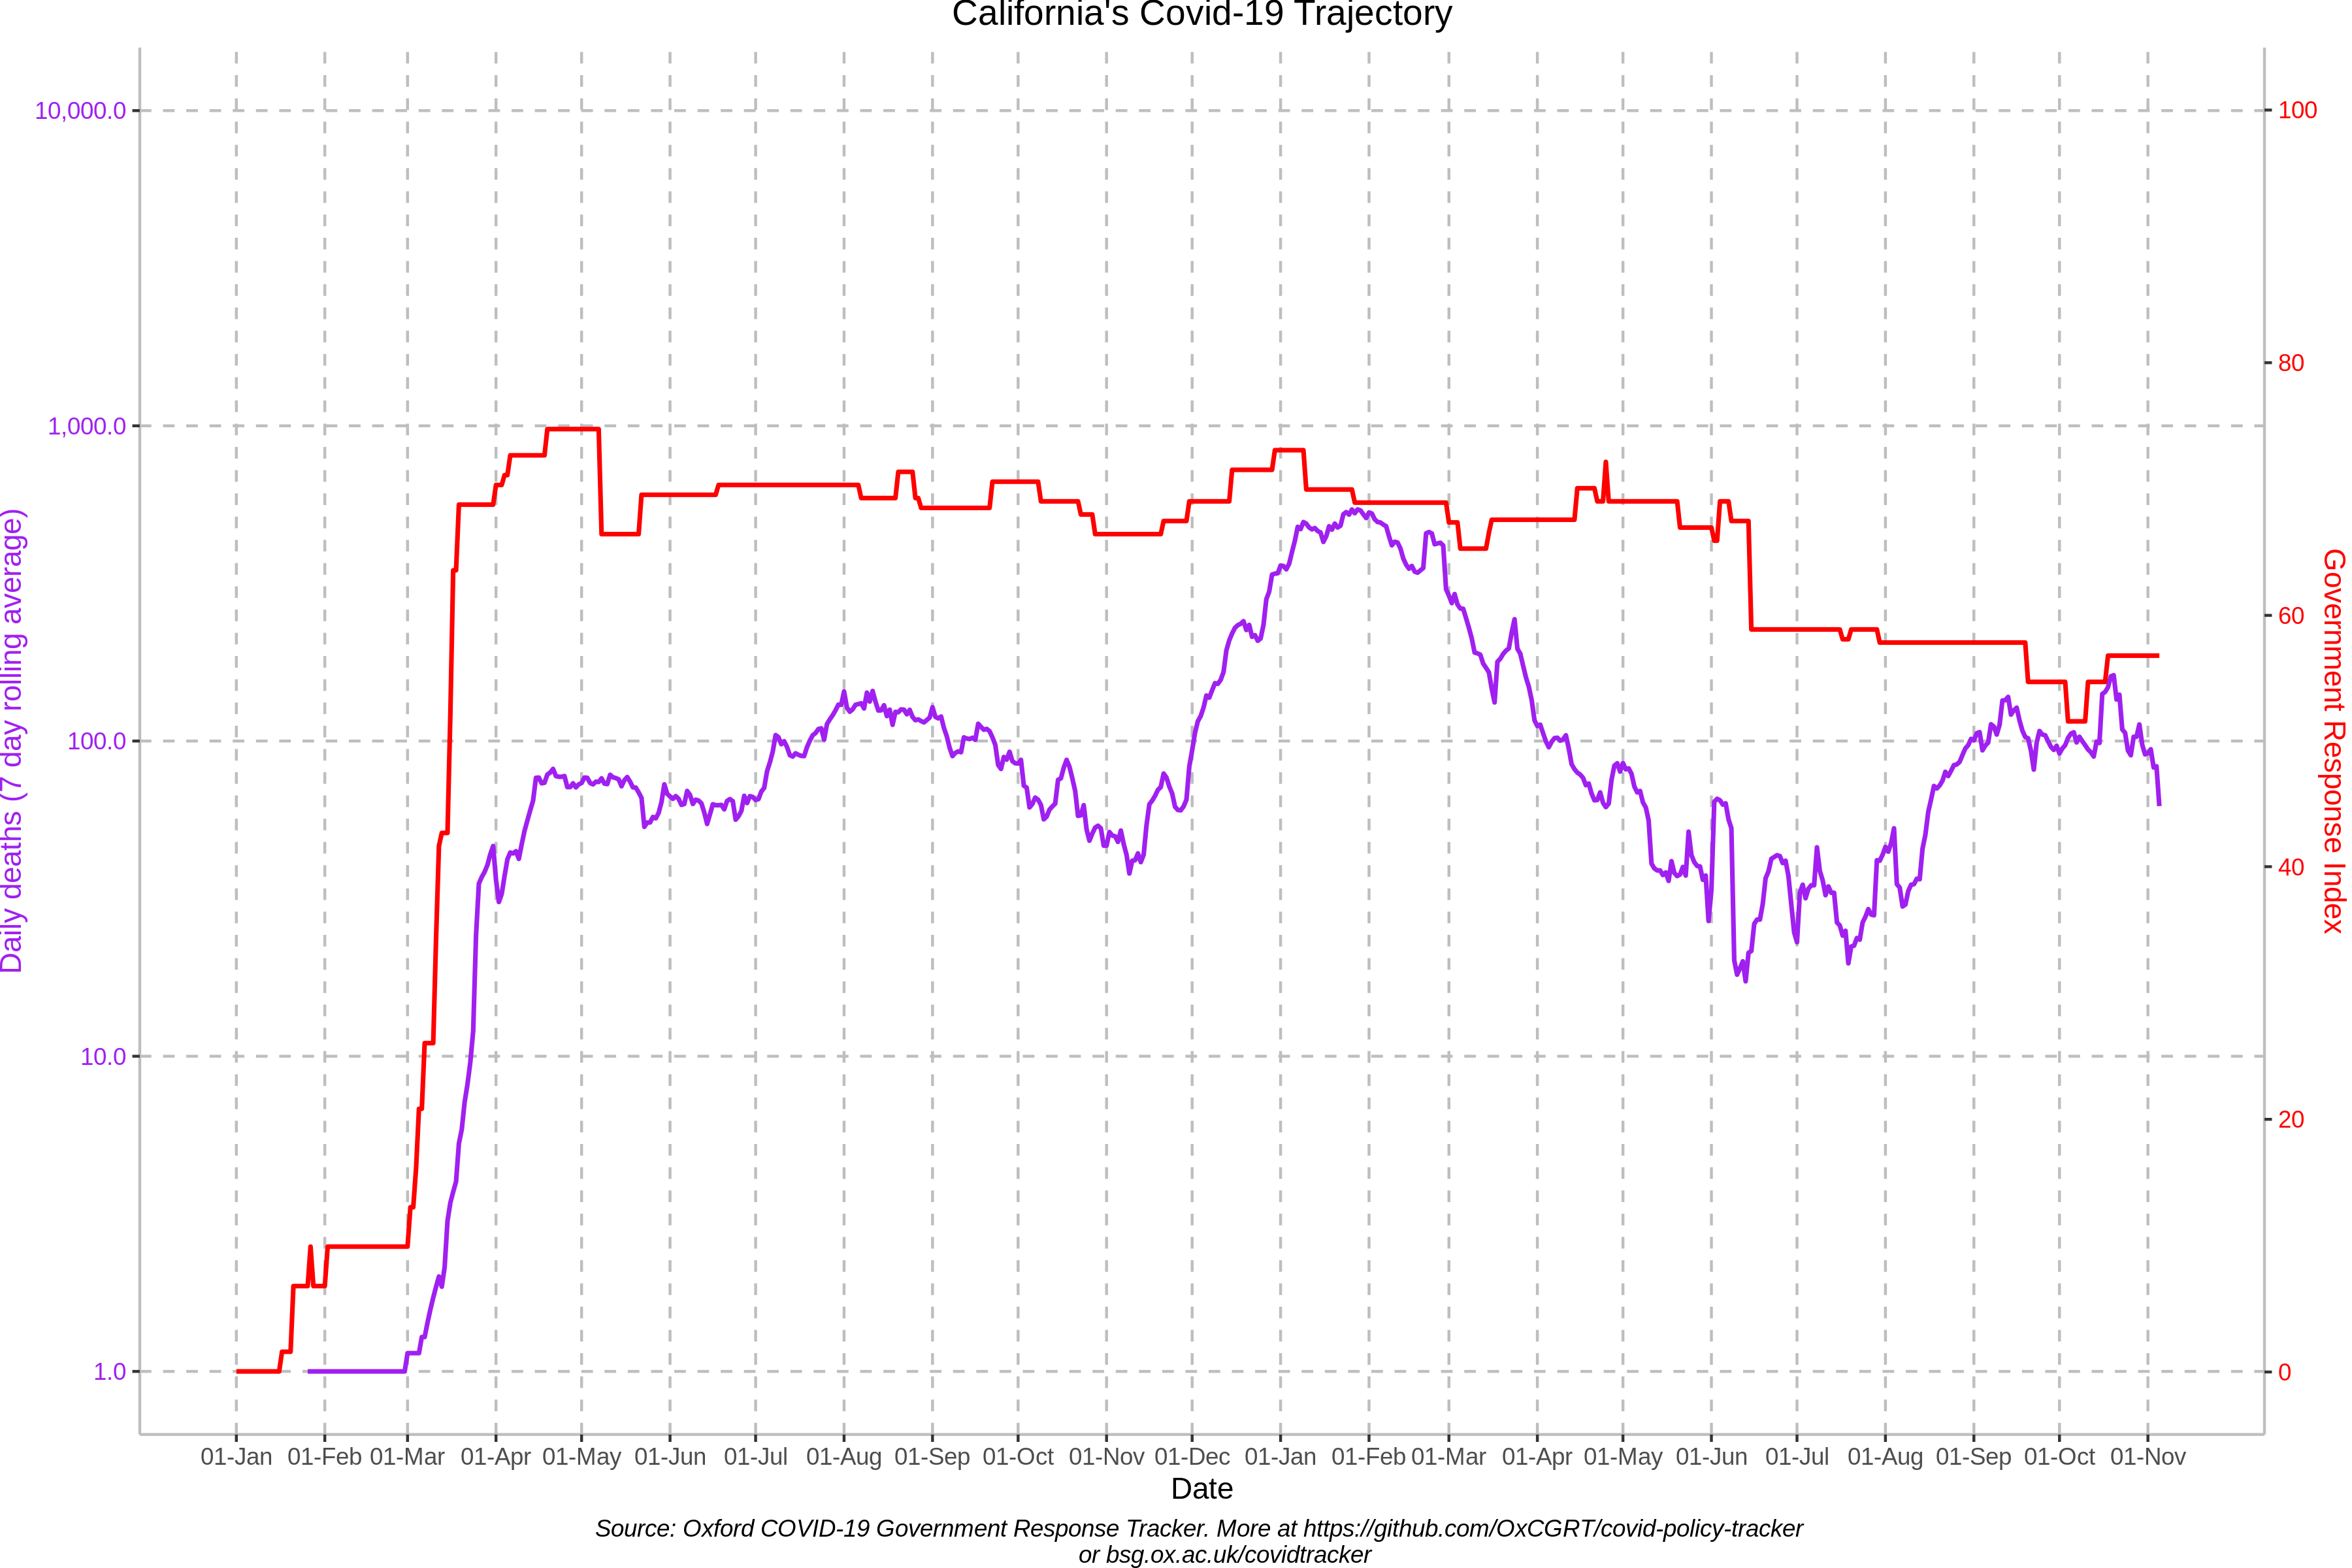 California's Covid-19 Trajectory
10,000.0
1,000.0
100.0
10.0
1.0
Daily deaths (7 day rolling average)
100
80
60
40
20
0
Government Response Index
01-Jan 01-Feb 01-Mar 01-Apr 01-May 01-Jun 01-Jul 01-Aug 01-Sep 01-Oct 01-Nov 01-Dec 01-Jan 01-Feb 01-Mar 01-Apr 01-May 01-Jun 01-Jul 01-Aug 01-Sep 01-Oct 01-Nov
Date
Source: Oxford COVID-19 Government Response Tracker. More at https://github.com/OxCGRT/covid-policy-tracker
or bsg.ox.ac.uk/covidtracker